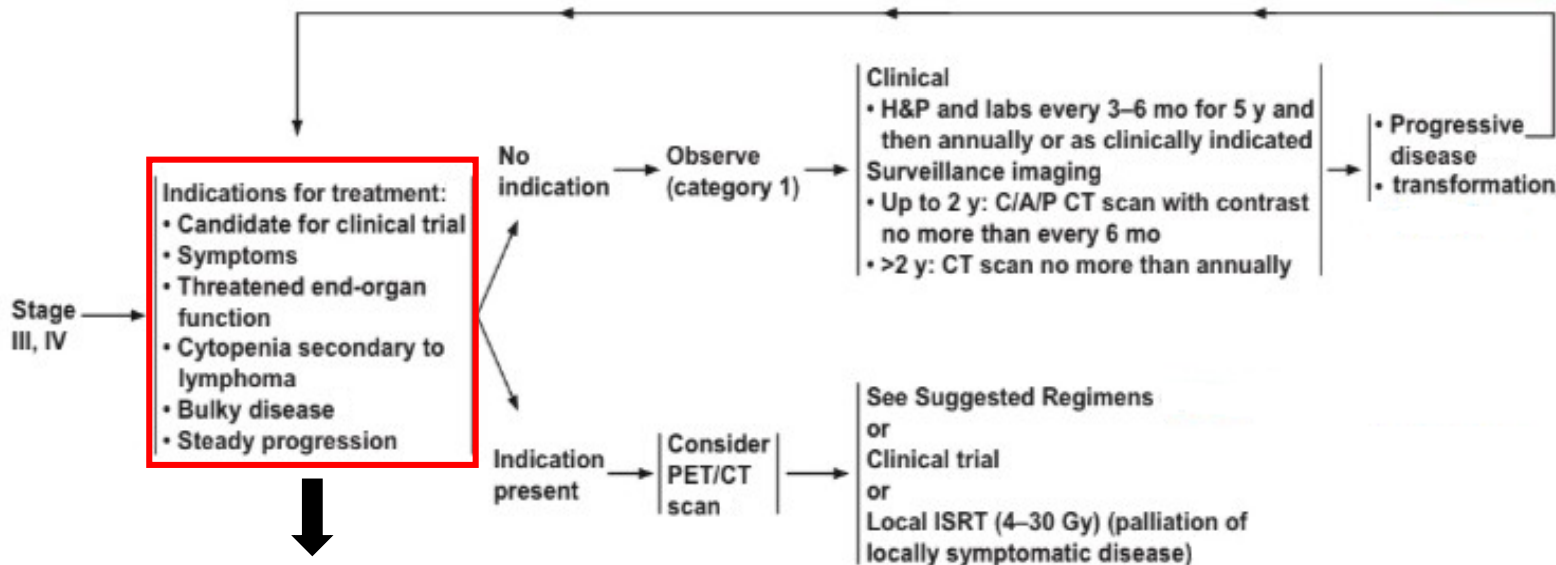 Stage
III, IV
Indications for treatment:
• Candidate for clinical trial
• Symptoms
• Threatened end-organ
function
• Cytopenia secondary to
lymphoma
• Bulky disease
• Steady progression
No
indication
Observe
(category 1)
Clinical
• H&P and labs every 3–6 mo for 5 y and
then annually or as clinically indicated
Surveillance imaging
• Up to 2 y: C/A/P CT scan with contrast
no more than every 6 mo
• >2 y: CT scan no more than annually
• Progressive
disease
• transformation
Indication
present
Consider
PET/CT
scan
See Suggested Regimens
or
Clinical trial
or
Local ISRT (4–30 Gy) (palliation of
locally symptomatic disease)